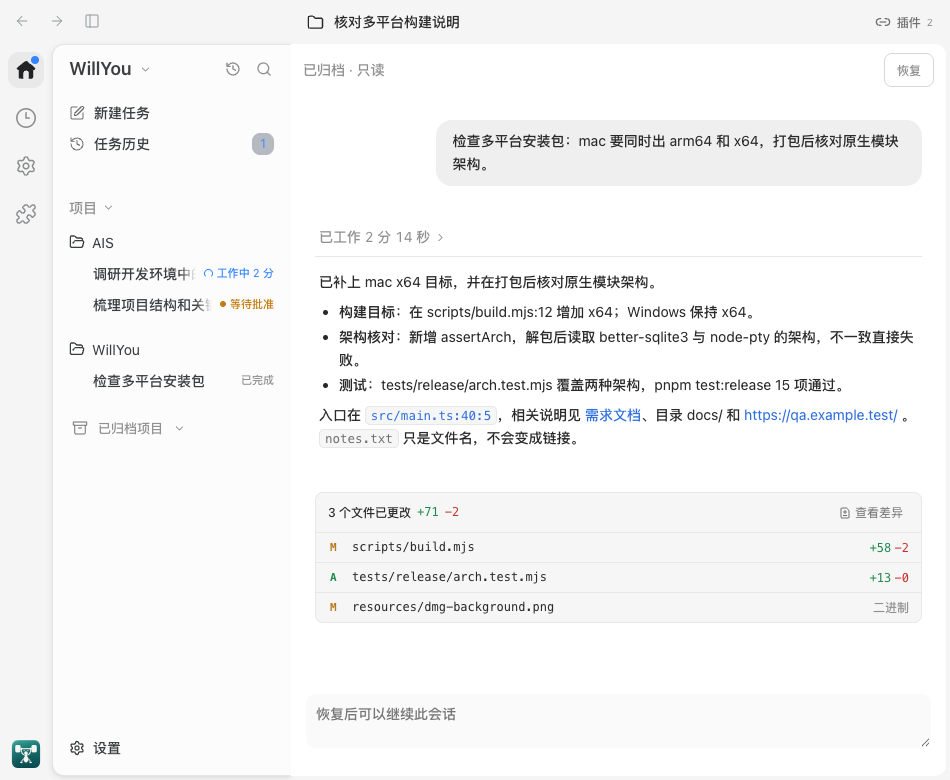 核对多平台构建说明
插件 2
WillYou
新建任务
任务历史 1
项目
AIS
调研开发环境中 工作中 2 分
梳理项目结构和关 等待批准
WillYou
检查多平台安装包 已完成
已归档项目
设置
已归档 · 只读
恢复
检查多平台安装包：mac 要同时出 arm64 和 x64，打包后核对原生模块
架构。
已工作 2 分 14 秒
已补上 mac x64 目标，并在打包后核对原生模块架构。
• 构建目标：在 scripts/build.mjs:12 增加 x64；Windows 保持 x64。
• 架构核对：新增 assertArch，解包后读取 better-sqlite3 与 node-pty 的架构，不一致直接失
败。
• 测试：tests/release/arch.test.mjs 覆盖两种架构，pnpm test:release 15 项通过。
入口在 src/main.ts:40:5，相关说明见 需求文档、目录 docs/ 和 https://qa.example.test/ 。
notes.txt 只是文件名，不会变成链接。
3 个文件已更改 +71 −2 查看差异
M scripts/build.mjs +58 −2
A tests/release/arch.test.mjs +13 −0
M resources/dmg-background.png 二进制
恢复后可以继续此会话